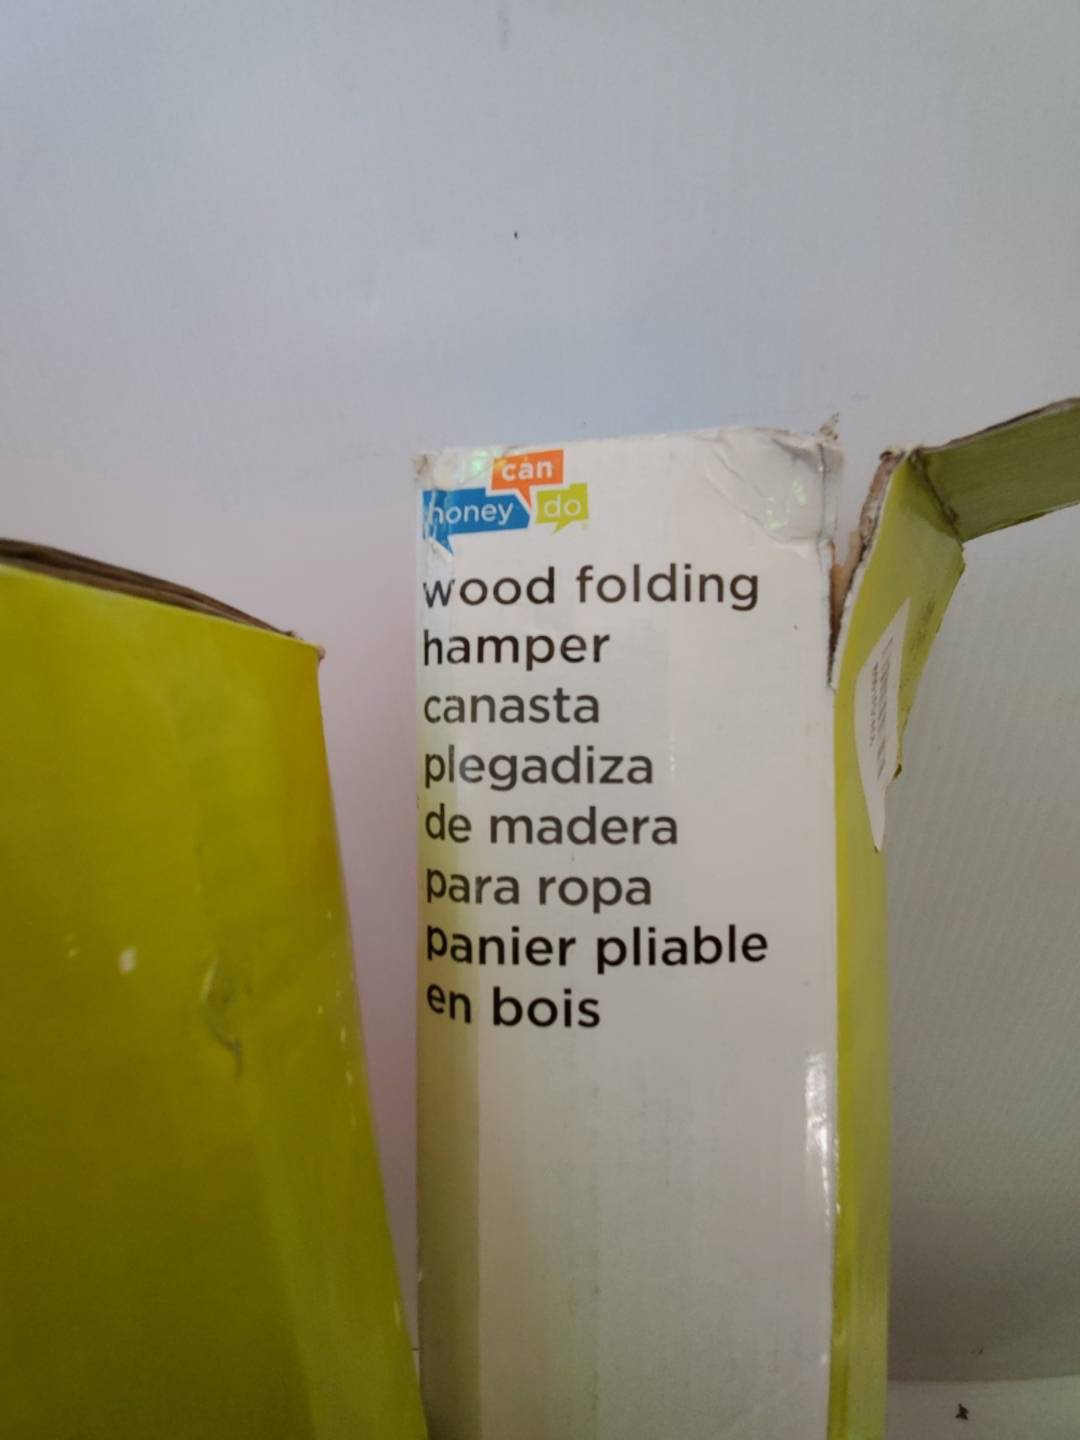 can
honey do
wood folding
hamper
canasta
plegadiza
de madera
para ropa
panier pliable
en bois